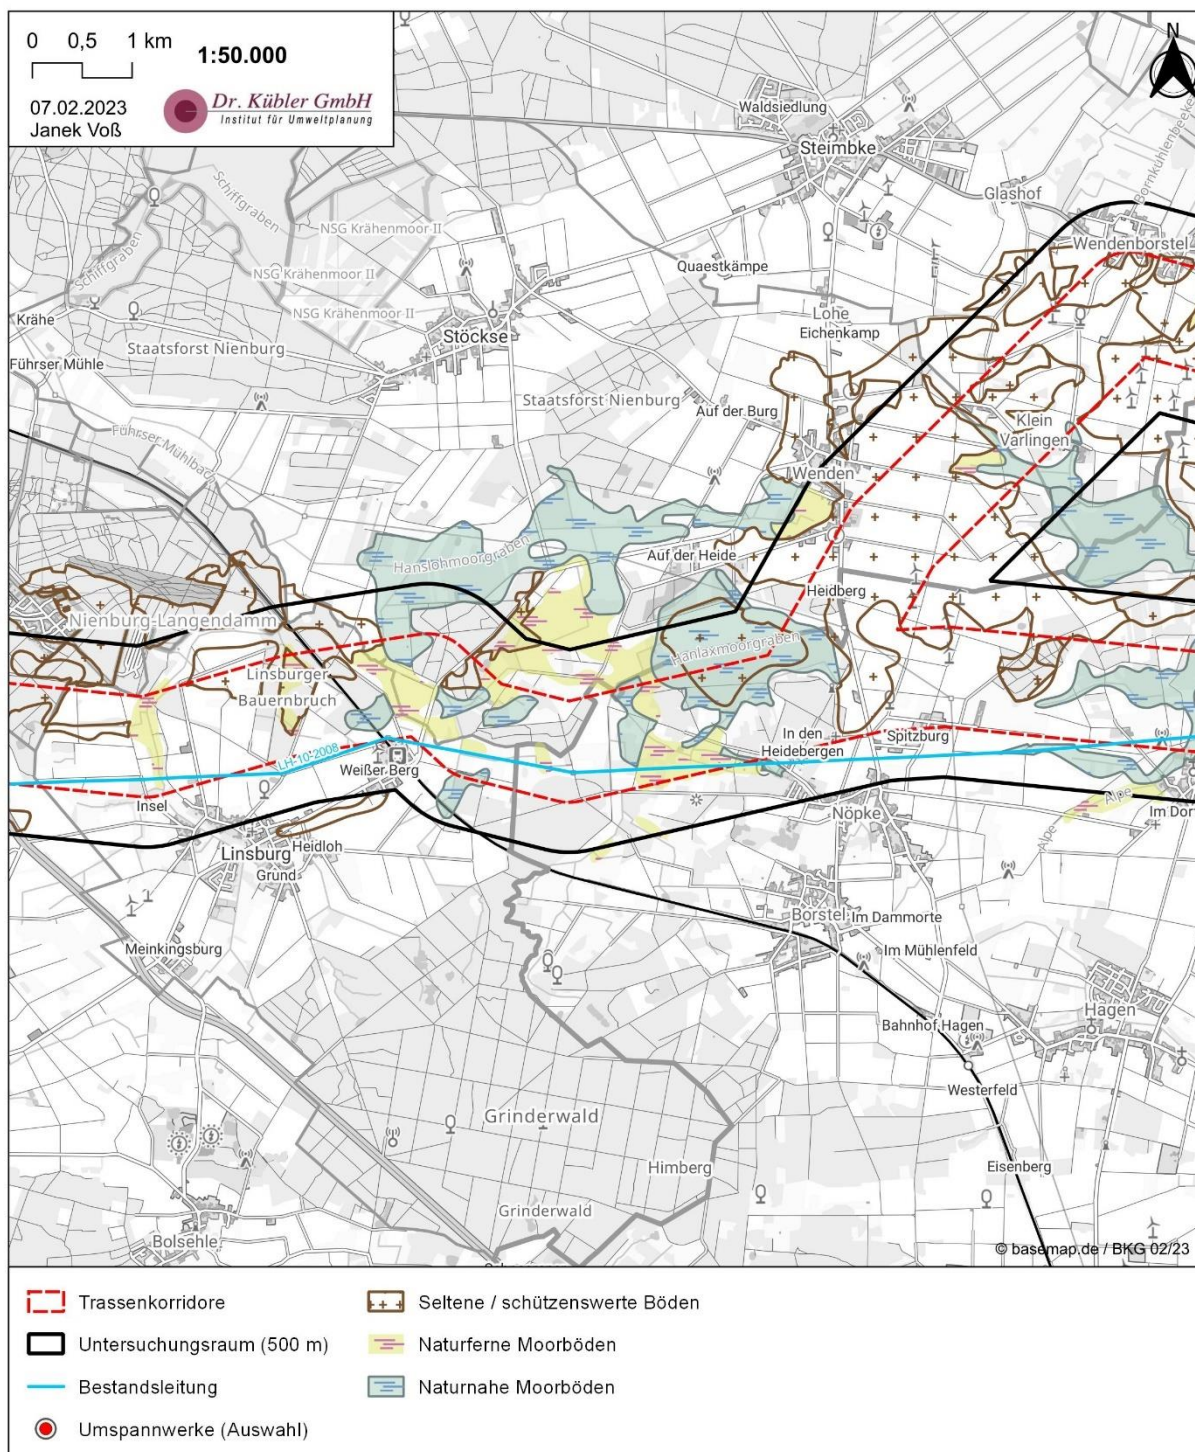 0 0,5 1 km
1:50.000
07.02.2023
Janek Voß
Dr. Kübler GmbH
Institut für Umweltplanung
N
Waldsiedlung
Steimbke
Bornkühlenbeeke
Glashof
Schiffgraben
NSG Krähenmoor II
Wendenborstel
Schiffgraben
NSG Krähenmoor II
Quaestkämpe
NSG Krähenmoor II
Krähe
Lohe
Eichenkamp
Stöckse
Staatsforst Nienburg
Führser Mühle
Staatsforst Nienburg
Auf der Burg
Klein
Varlingen
Führser Mühlbach
Wenden
Auf der Heide
Hanslohmoorgraben
Heidberg
Nienburg-Langendamm
Hanlaxmoorgraben
Linsburger
Bauernbruch
In den
Heidebergen
Spitzburg
LH-10-2008
Weißer Berg
Insel
Alpe
Im Dorf
Nöpke
Alpe
Heidloh
Linsburg
Grund
Borstel
Im Dammorte
Meinkingsburg
Im Mühlenfeld
Hagen
Bahnhof Hagen
Westerfeld
Grinderwald
Himberg
Eisenberg
Grinderwald
Bolsehle
© basemap.de / BKG 02/23
Trassenkorridore
Seltene / schützenswerte Böden
Untersuchungsraum (500 m)
Naturferne Moorböden
Bestandsleitung
Naturnahe Moorböden
Umspannwerke (Auswahl)